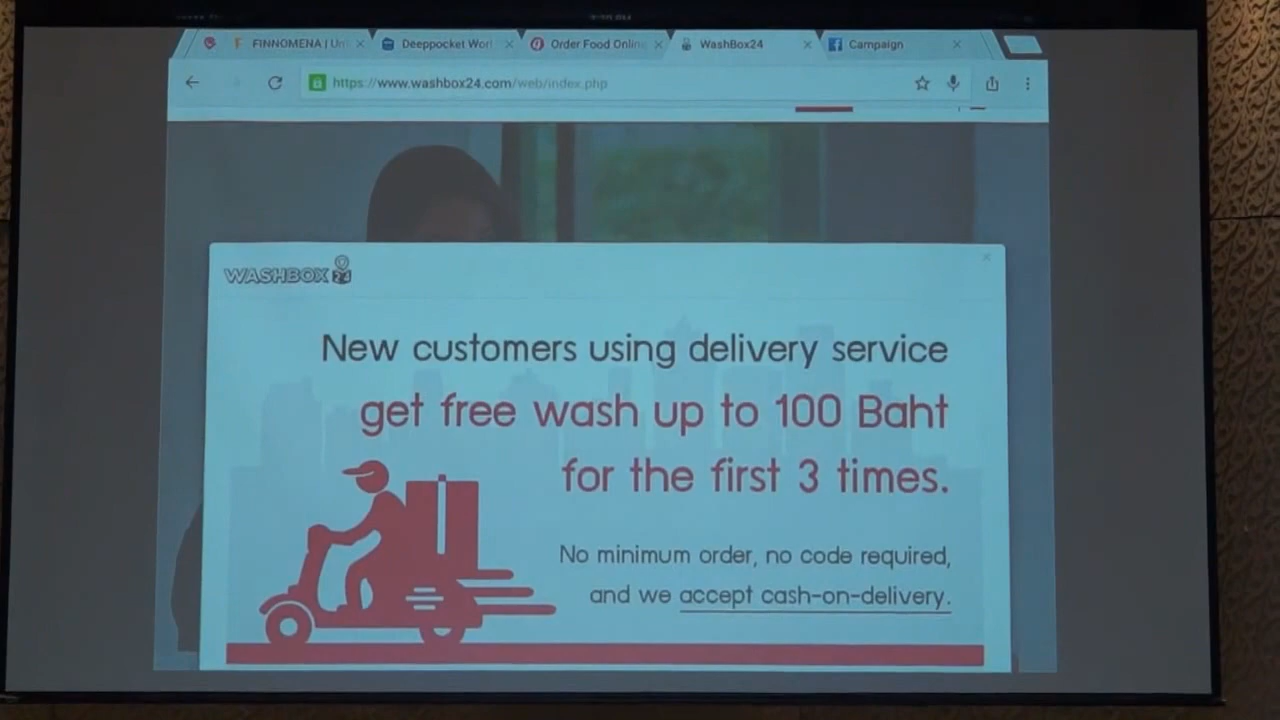 FINNOMENA | Un
Deeppocket Worl
Order Food Online
WashBox24
Campaign
https://www.washbox24.com/web/index.php
WASHBOX 24
New customers using delivery service
get free wash up to 100 Baht
for the first 3 times.
No minimum order, no code required,
and we accept cash-on-delivery.